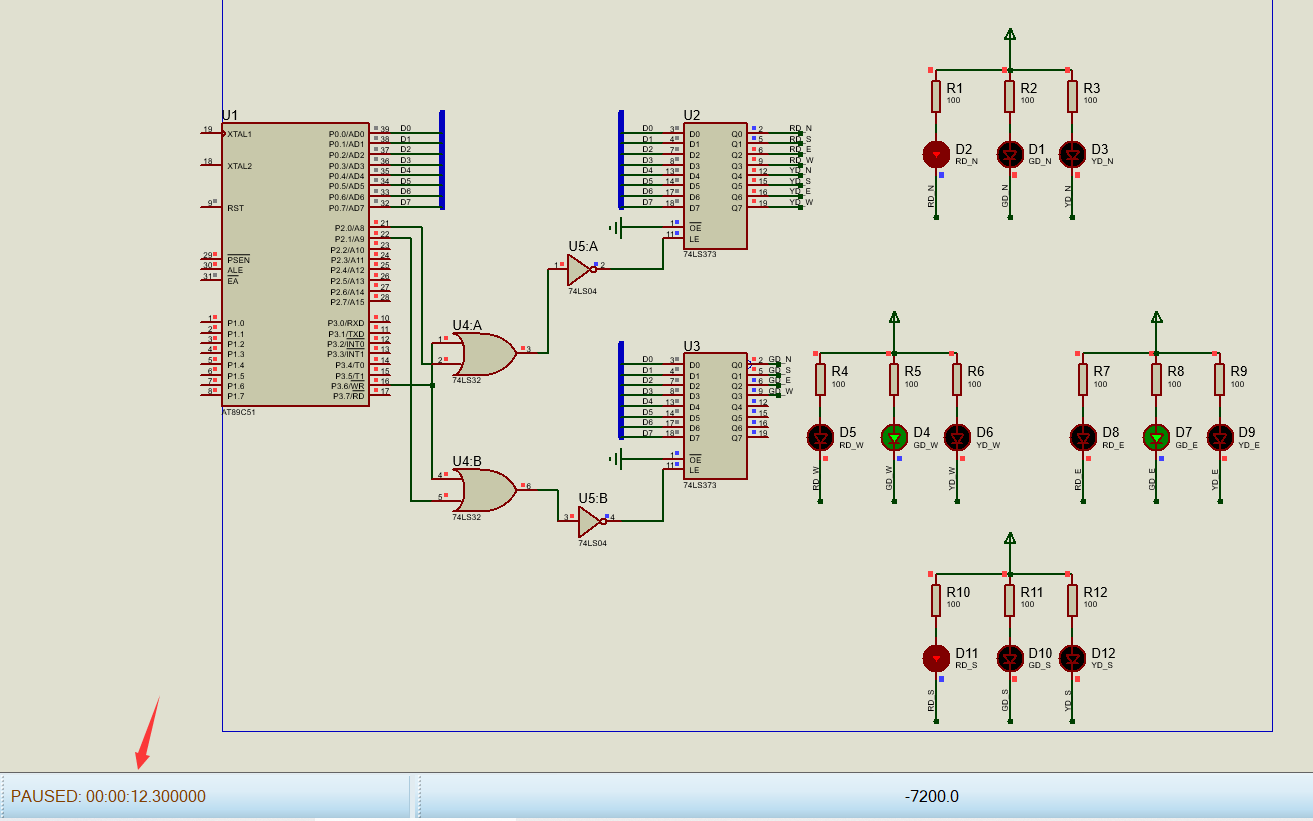 U1
19 XTAL1
18 XTAL2
9 RST
29 PSEN
30 ALE
31 EA
1 P1.0
2 P1.1
3 P1.2
4 P1.3
5 P1.4
6 P1.5
7 P1.6
8 P1.7
P0.0/AD0 39 D0
P0.1/AD1 38 D1
P0.2/AD2 37 D2
P0.3/AD3 36 D3
P0.4/AD4 35 D4
P0.5/AD5 34 D5
P0.6/AD6 33 D6
P0.7/AD7 32 D7
P2.0/A8 21
P2.1/A9 22
P2.2/A10 23
P2.3/A11 24
P2.4/A12 25
P2.5/A13 26
P2.6/A14 27
P2.7/A15 28
P3.0/RXD 10
P3.1/TXD 11
P3.2/INT0 12
P3.3/INT1 13
P3.4/T0 14
P3.5/T1 15
P3.6/WR 16
P3.7/RD 17
AT89C51
U4:A
1
2
3
74LS32
U4:B
4
5
6
74LS32
U5:A
1 2
74LS04
U5:B
3 4
74LS04
U2
D0 3 D0 Q0 2 RD_N
D1 4 D1 Q1 5 RD_S
D2 7 D2 Q2 6 RD_E
D3 8 D3 Q3 9 RD_W
D4 13 D4 Q4 12 YD_N
D5 14 D5 Q5 15 YD_S
D6 17 D6 Q6 16 YD_E
D7 18 D7 Q7 19 YD_W
1 OE
11 LE
74LS373
U3
D0 3 D0 Q0 2 GD_N
D1 4 D1 Q1 5 GD_S
D2 7 D2 Q2 6 GD_E
D3 8 D3 Q3 9 GD_W
D4 13 D4 Q4 12
D5 14 D5 Q5 15
D6 17 D6 Q6 16
D7 18 D7 Q7 19
1 OE
11 LE
74LS373
R1 R2 R3
100 100 100
D2 D1 D3
RD_N GD_N YD_N
RD_N GD_N YD_N
R4 R5 R6
100 100 100
D5 D4 D6
RD_W GD_W YD_W
RD_W GD_W YD_W
R7 R8 R9
100 100 100
D8 D7 D9
RD_E GD_E YD_E
RD_E GD_E YD_E
R10 R11 R12
100 100 100
D11 D10 D12
RD_S GD_S YD_S
RD_S GD_S YD_S
PAUSED: 00:00:12.300000
-7200.0